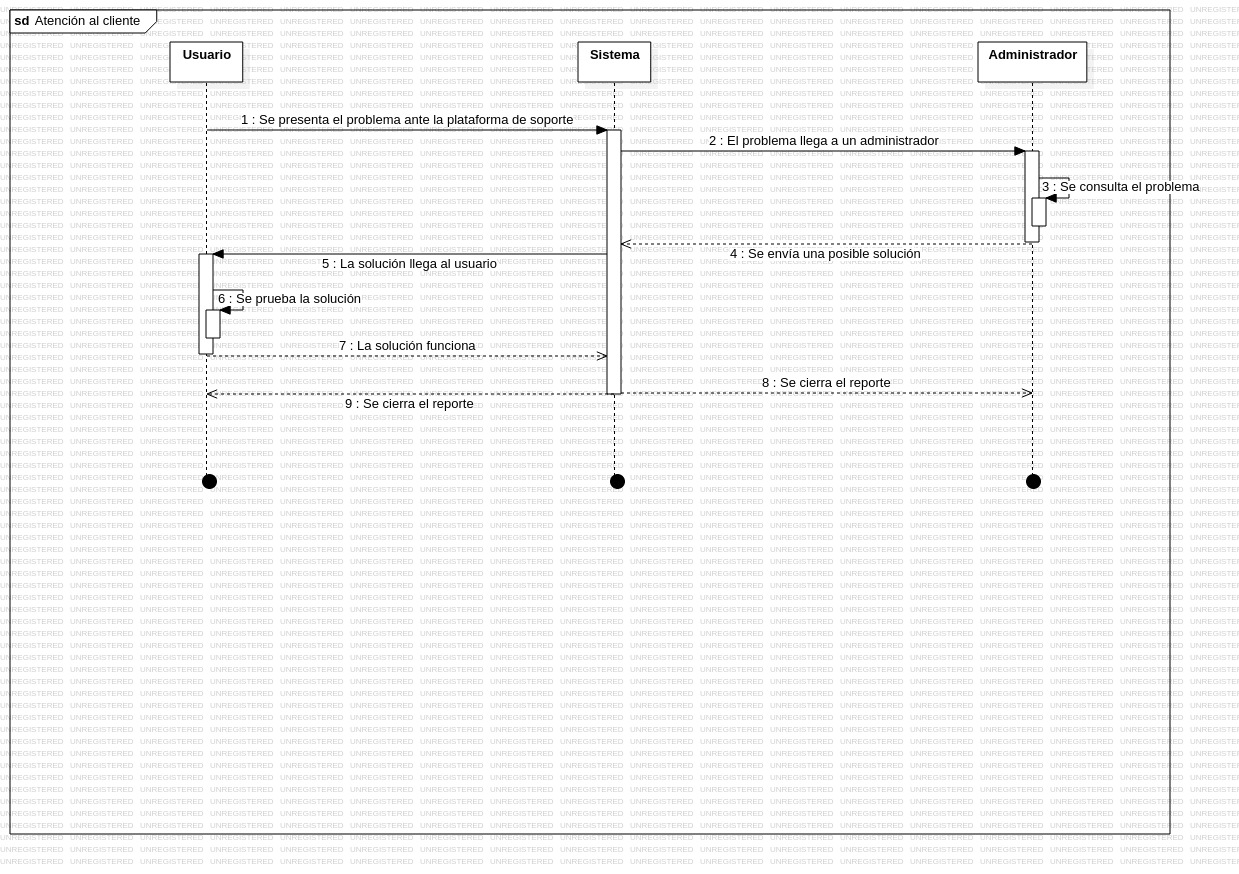 sd Atención al cliente
Usuario
Sistema
Administrador
1 : Se presenta el problema ante la plataforma de soporte
2 : El problema llega a un administrador
3 : Se consulta el problema
4 : Se envía una posible solución
5 : La solución llega al usuario
6 : Se prueba la solución
7 : La solución funciona
8 : Se cierra el reporte
9 : Se cierra el reporte
UNREGISTERED